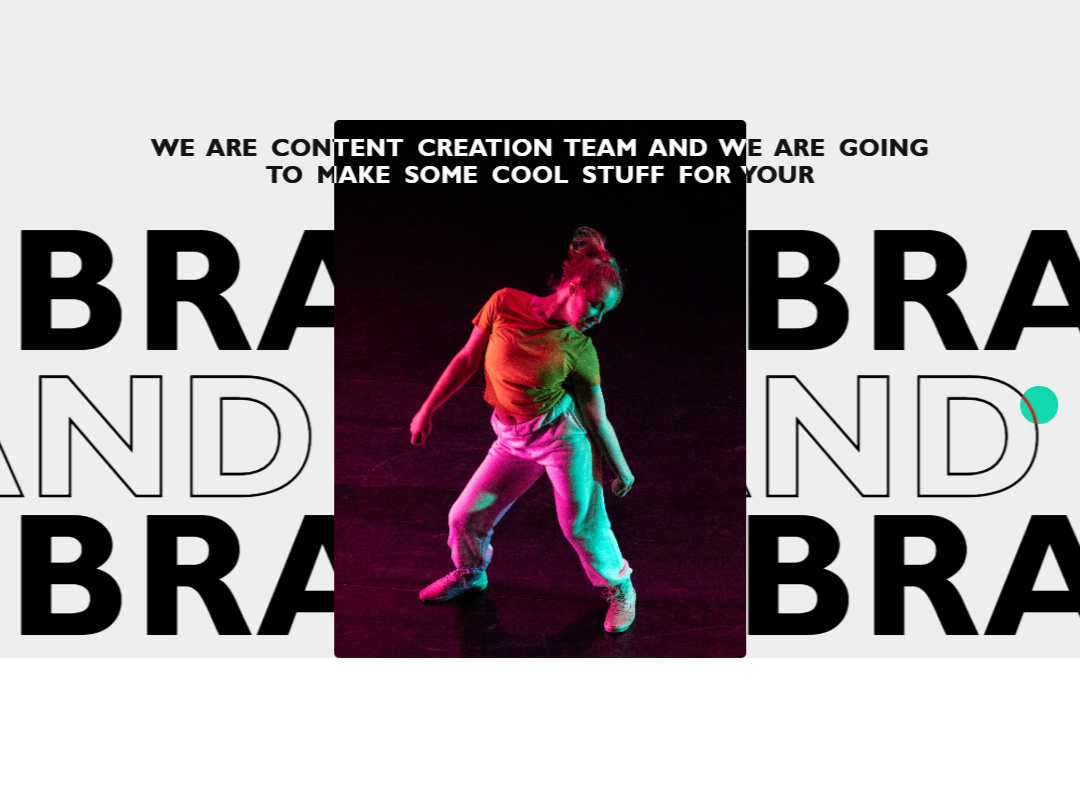 WE ARE CONTENT CREATION TEAM AND WE ARE GOING
TO MAKE SOME COOL STUFF FOR YOUR
BRA BRA
AND AND
BRA BRA